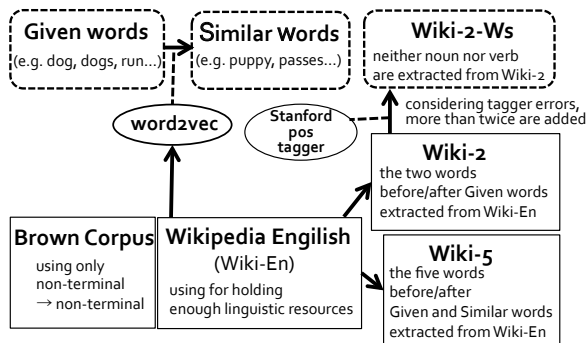 Given words
(e.g. dog, dogs, run...)
Similar Words
(e.g. puppy, passes...)
Wiki-2-Ws
neither noun nor verb
are extracted from Wiki-2
word2vec
Stanford
pos
tagger
considering tagger errors,
more than twice are added
Wiki-2
the two words
before/after Given words
extracted from Wiki-En
Brown Corpus
using only
non-terminal
→ non-terminal
Wikipedia Engilish
(Wiki-En)
using for holding
enough linguistic resources
Wiki-5
the five words
before/after
Given and Similar words
extracted from Wiki-En